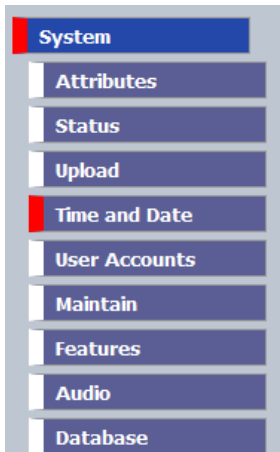 System
Attributes
Status
Upload
Time and Date
User Accounts
Maintain
Features
Audio
Database